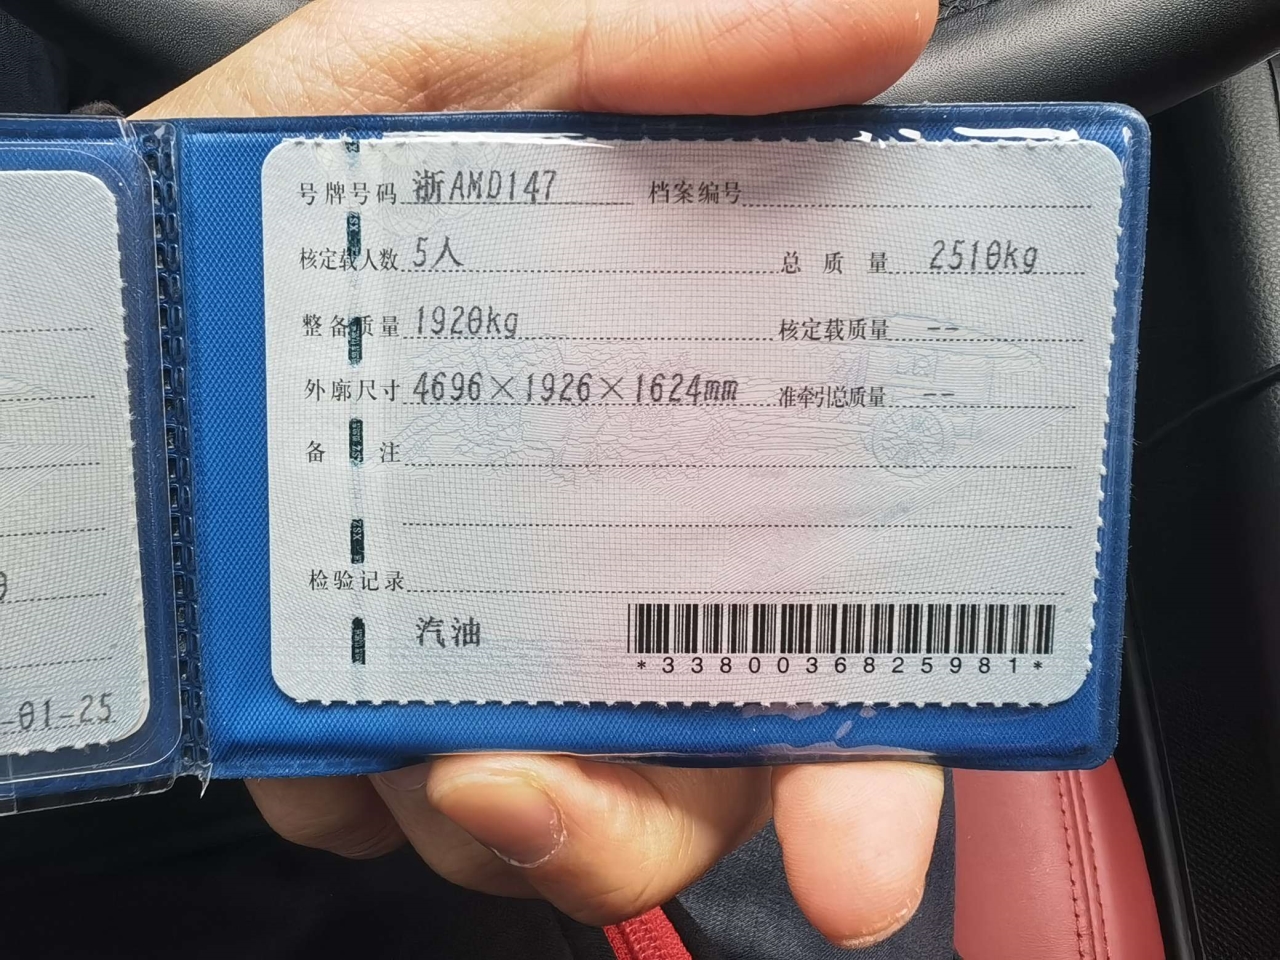 号牌号码 浙AMD147 档案编号
核定载人数 5人 总质量 2510kg
整备质量 1920kg 核定载质量 --
外廓尺寸 4696×1926×1624mm 准牵引总质量 --
备注
检验记录
汽油
*3380036825981*
-01-25